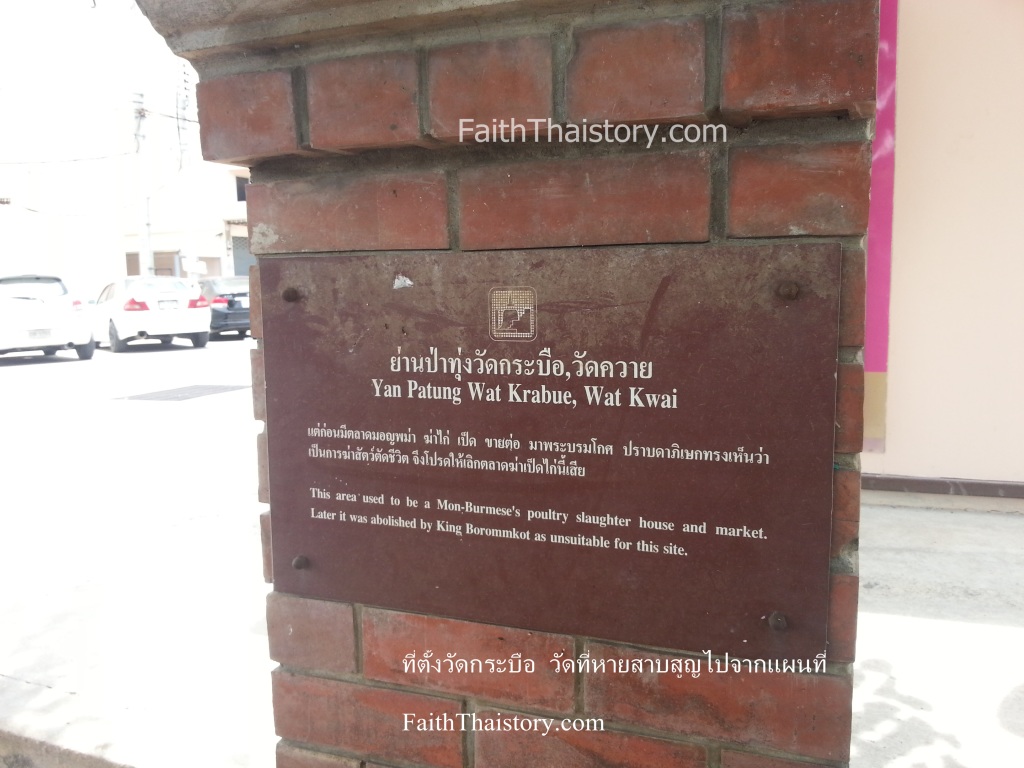 FaithThaistory.com
ย่านป่าทุ่งวัดกระบือ,วัดควาย
Yan Patung Wat Krabue, Wat Kwai
แต่ก่อนมีตลาดมอญพม่า ฆ่าไก่ เป็ด ขายต่อ มาพระบรมโกศ ปราบดาภิเษกทรงเห็นว่า
เป็นการฆ่าสัตว์ตัดชีวิต จึงโปรดให้เลิกตลาดฆ่าเป็ดไก่นี้เสีย
This area used to be a Mon-Burmese's poultry slaughter house and market.
Later it was abolished by King Borommkot as unsuitable for this site.
ที่ตั้งวัดกระบือ วัดที่หายสาบสูญไปจากแผนที่
FaithThaistory.com